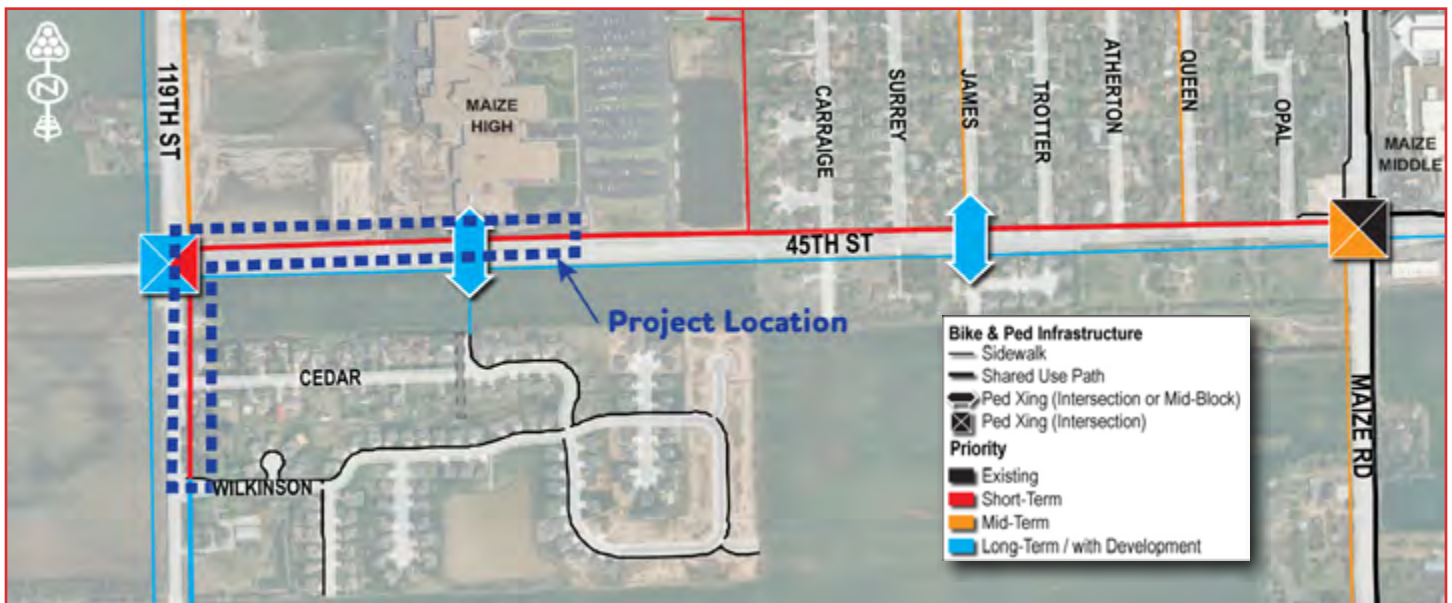 N
119TH ST
MAIZE
HIGH
CARRAIGE
SURREY
JAMES
TROTTER
ATHERTON
QUEEN
OPAL
MAIZE
MIDDLE
45TH ST
Project Location
CEDAR
WILKINSON
MAIZE RD
Bike & Ped Infrastructure
Sidewalk
Shared Use Path
Ped Xing (Intersection or Mid-Block)
Ped Xing (Intersection)
Priority
Existing
Short-Term
Mid-Term
Long-Term / with Development